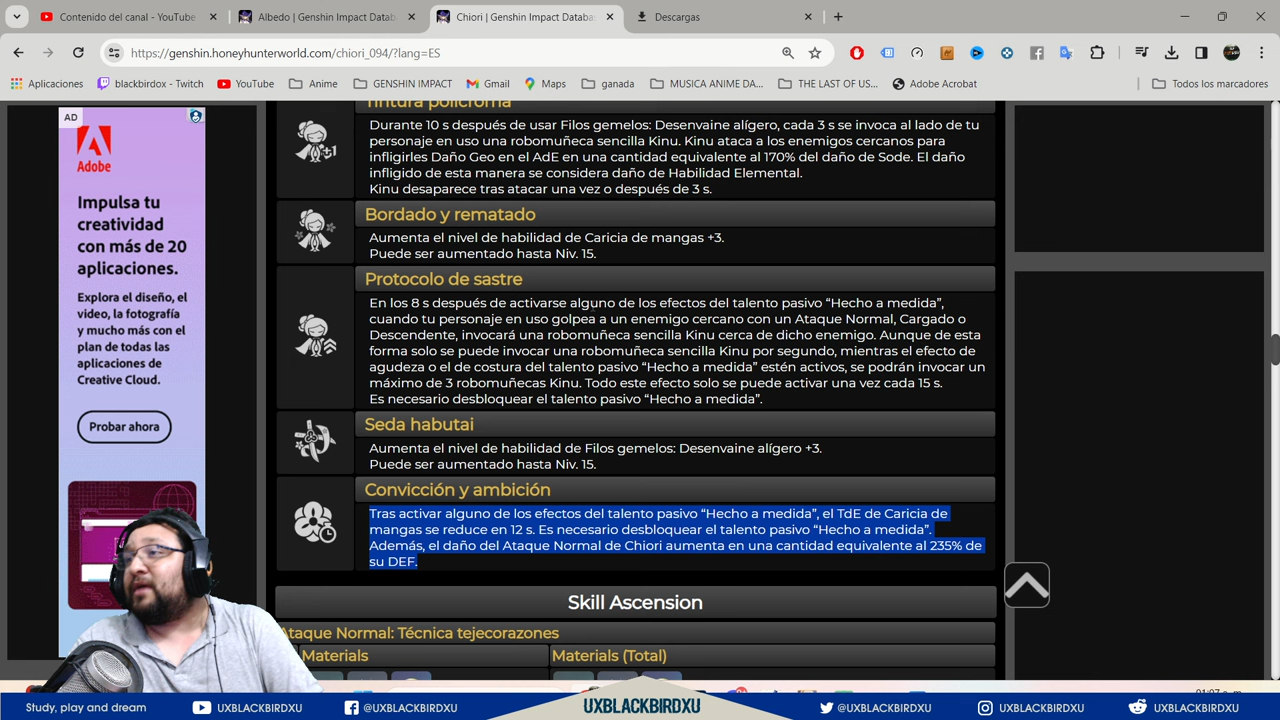 Contenido del canal - YouTube
Albedo | Genshin Impact Datab
Chiori | Genshin Impact Databa
Descargas
https://genshin.honeyhunterworld.com/chiori_094/?lang=ES
Aplicaciones
blackbirdox - Twitch
YouTube
Anime
GENSHIN IMPACT
Gmail
Maps
ganada
MUSICA ANIME DA...
THE LAST OF US...
Adobe Acrobat
Todos los marcadores
AD
Adobe
Impulsa tu
creatividad
con más de 20
aplicaciones.
Explora el diseño, el
video, la fotografía
y mucho más con el
plan de todas las
aplicaciones de
Creative Cloud.
Probar ahora
Tintura polícroma
+1
Durante 10 s después de usar Filos gemelos: Desenvaine alígero, cada 3 s se invoca al lado de tu
personaje en uso una robomuñeca sencilla Kinu. Kinu ataca a los enemigos cercanos para
infligirles Daño Geo en el AdE en una cantidad equivalente al 170% del daño de Sode. El daño
infligido de esta manera se considera daño de Habilidad Elemental.
Kinu desaparece tras atacar una vez o después de 3 s.
Bordado y rematado
Aumenta el nivel de habilidad de Caricia de mangas +3.
Puede ser aumentado hasta Niv. 15.
Protocolo de sastre
En los 8 s después de activarse alguno de los efectos del talento pasivo “Hecho a medida”,
cuando tu personaje en uso golpea a un enemigo cercano con un Ataque Normal, Cargado o
Descendente, invocará una robomuñeca sencilla Kinu cerca de dicho enemigo. Aunque de esta
forma solo se puede invocar una robomuñeca sencilla Kinu por segundo, mientras el efecto de
agudeza o el de costura del talento pasivo “Hecho a medida” estén activos, se podrán invocar un
máximo de 3 robomuñecas Kinu. Todo este efecto solo se puede activar una vez cada 15 s.
Es necesario desbloquear el talento pasivo “Hecho a medida”.
Seda habutai
Aumenta el nivel de habilidad de Filos gemelos: Desenvaine alígero +3.
Puede ser aumentado hasta Niv. 15.
Convicción y ambición
Tras activar alguno de los efectos del talento pasivo “Hecho a medida”, el TdE de Caricia de
mangas se reduce en 12 s. Es necesario desbloquear el talento pasivo “Hecho a medida”.
Además, el daño del Ataque Normal de Chiori aumenta en una cantidad equivalente al 235% de
su DEF.
Skill Ascension
Ataque Normal: Técnica tejecorazones
Materials
Materials (Total)
Study, play and dream
UXBLACKBIRDXU
@UXBLACKBIRDXU
UXBLACKBIRDXU
@UXBLACKBIRDXU
UXBLACKBIRDXU
UXBLACKBIRDXU